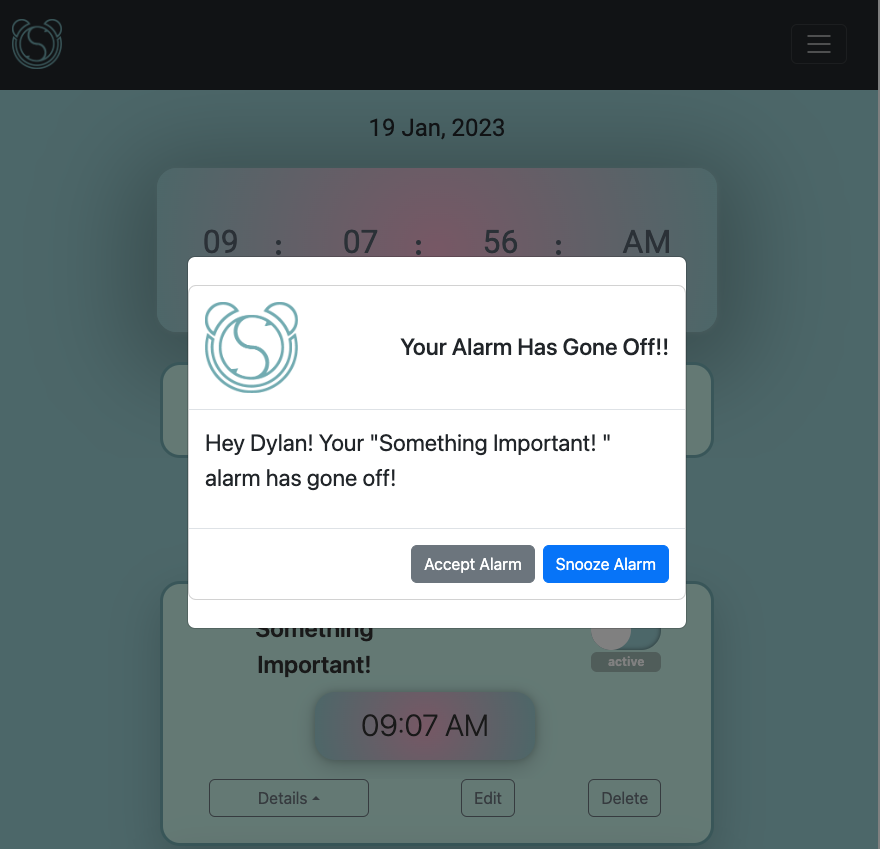 19 Jan, 2023
09 : 07 : 56 : AM
Your Alarm Has Gone Off!!
Hey Dylan! Your "Something Important! "
alarm has gone off!
Accept Alarm Snooze Alarm
Something
Important!
active
09:07 AM
Details Edit Delete